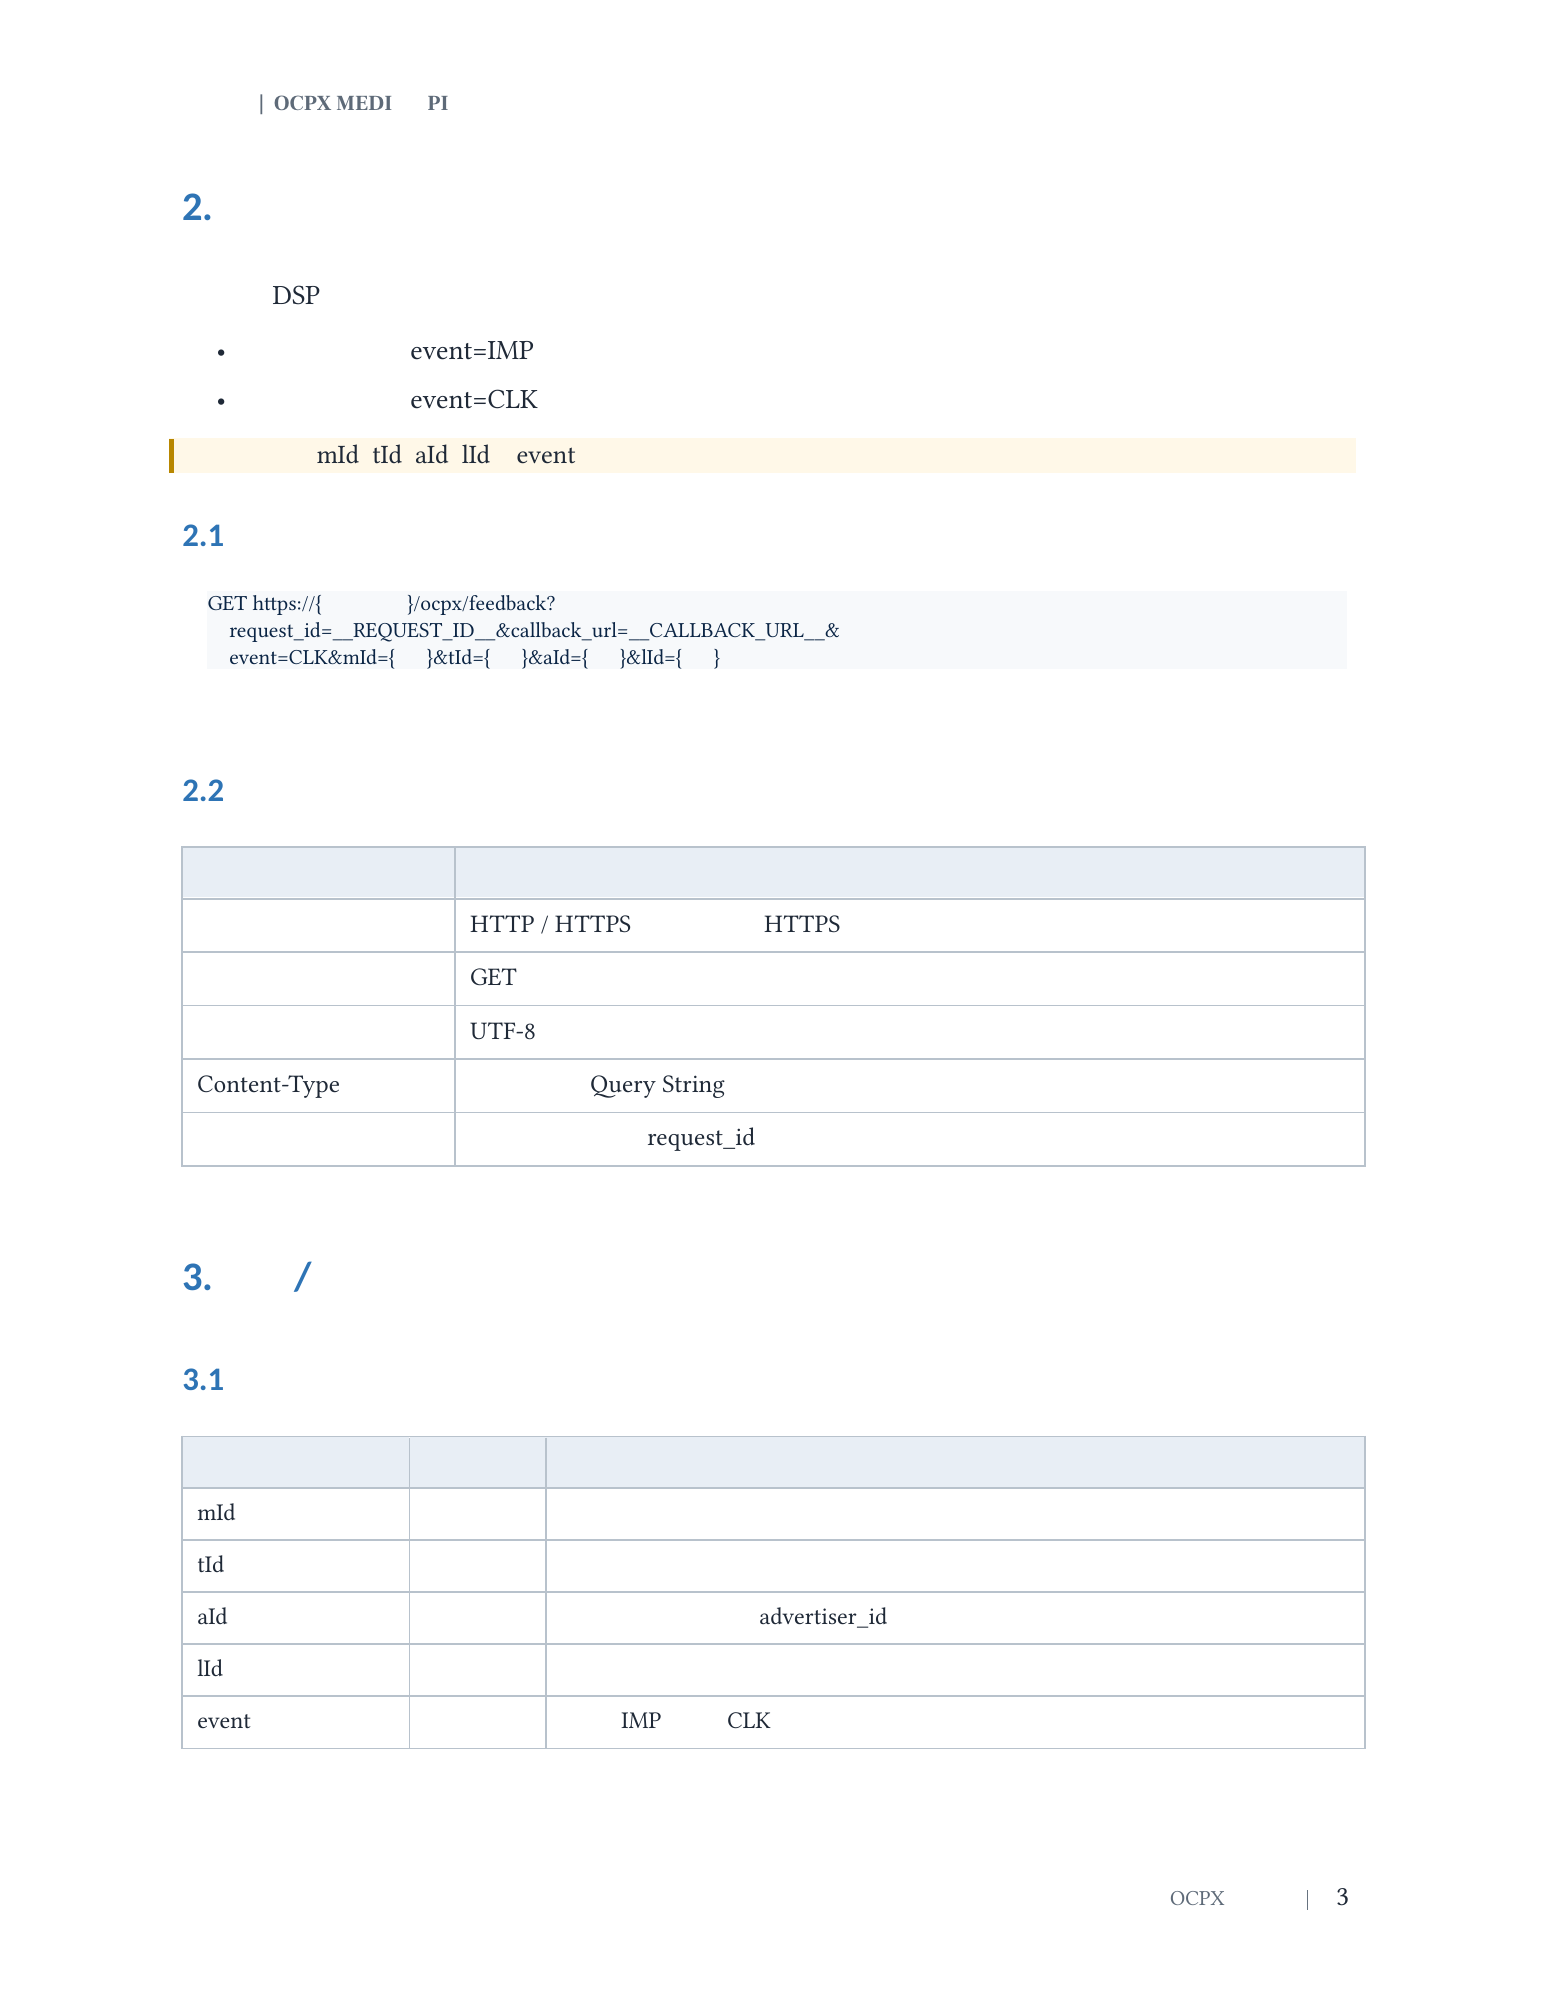 | OCPX MEDI PI
2.
DSP
• event=IMP
• event=CLK
mId tId aId lId event
2.1
GET https://{ }/ocpx/feedback?
request_id=__REQUEST_ID__&callback_url=__CALLBACK_URL__&
event=CLK&mId={ }&tId={ }&aId={ }&lId={ }
2.2
HTTP / HTTPS HTTPS
GET
UTF-8
Content-Type Query String
request_id
3. /
3.1
mId
tId
aId advertiser_id
lId
event IMP CLK
OCPX | 3